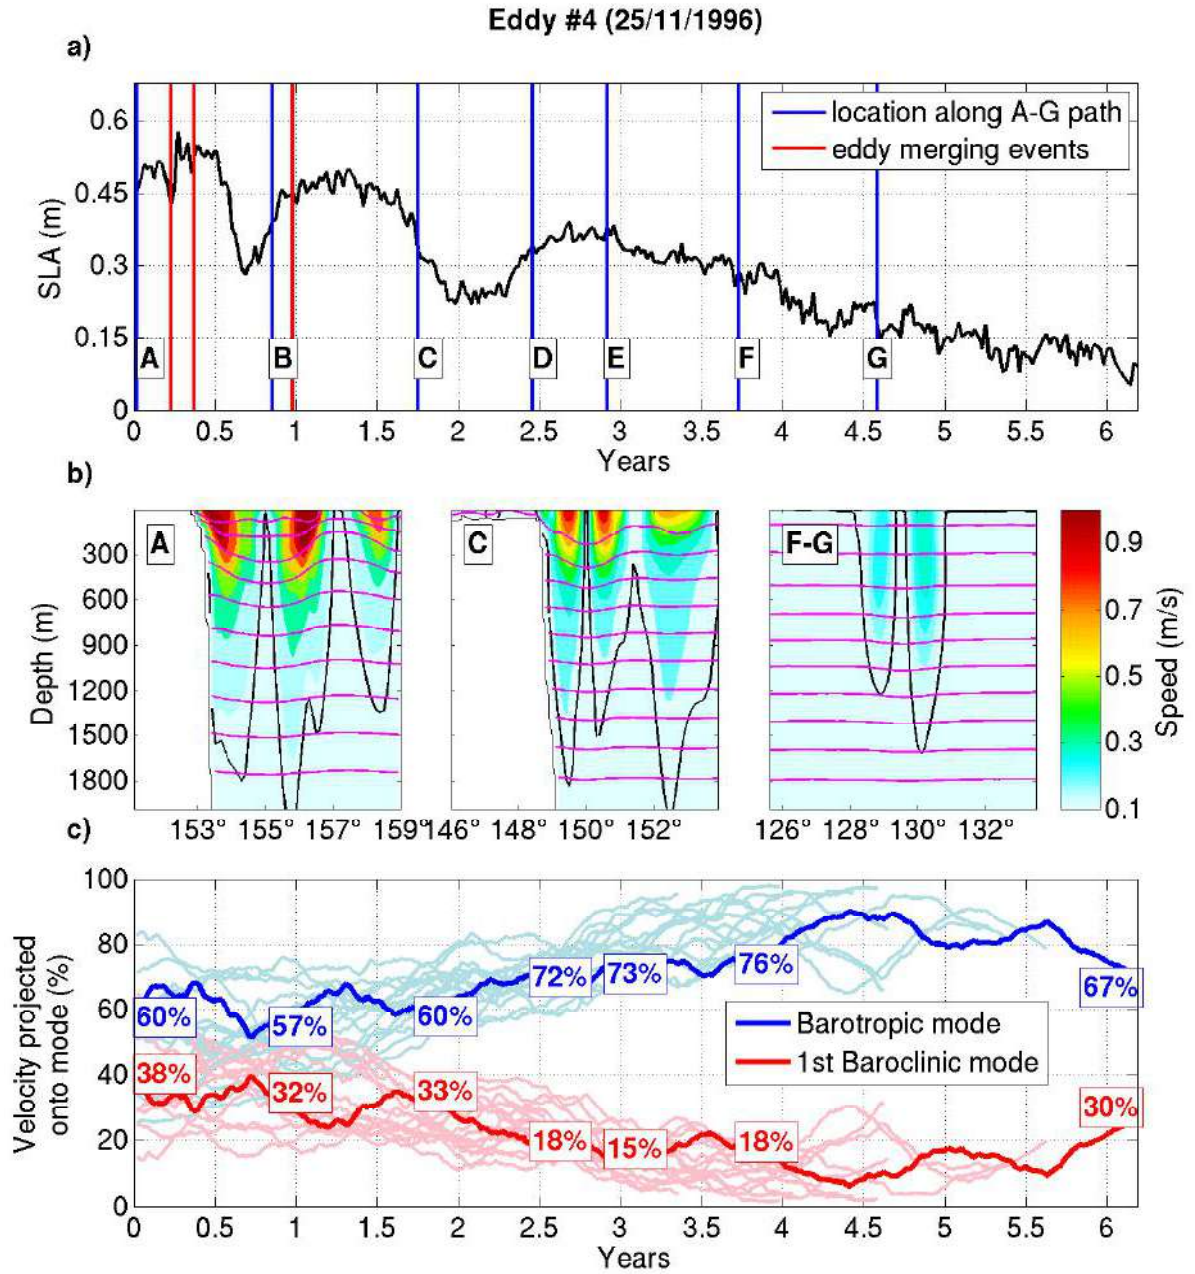 Eddy #4 (25/11/1996)
a)
SLA (m)
0.6
0.45
0.3
0.15
0
location along A-G path
eddy merging events
A
B
C
D
E
F
G
0 0.5 1 1.5 2 2.5 3 3.5 4 4.5 5 5.5 6
Years
b)
Depth (m)
300
600
900
1200
1500
1800
A
C
F-G
153° 155° 157° 159°
146° 148° 150° 152°
126° 128° 130° 132°
0.9
0.7
0.5
0.3
0.1
Speed (m/s)
c)
Velocity projected
onto mode (%)
100
80
60
40
20
0
60%
57%
60%
72%
73%
76%
67%
38%
32%
33%
18%
15%
18%
30%
Barotropic mode
1st Baroclinic mode
0 0.5 1 1.5 2 2.5 3 3.5 4 4.5 5 5.5 6
Years